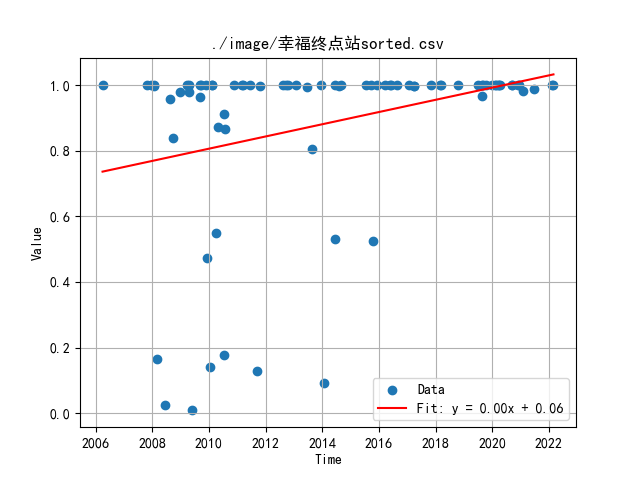 ./image/幸福终点站sorted.csv
1.0
0.8
0.6
0.4
0.2
0.0
Value
Data
Fit: y = 0.00x + 0.06
2006 2008 2010 2012 2014 2016 2018 2020 2022
Time